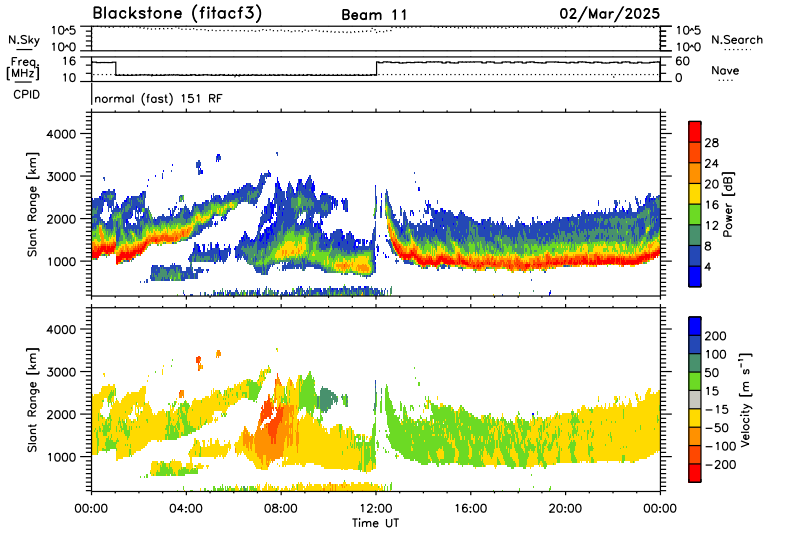 Blackstone (fitacf3) Beam 11 02/Mar/2025
N.Sky 10^5 10^0 10^5 10^0 N.Search
Freq. [MHz] 16 10 60 0 Nave
CPID normal (fast) 151 RF
Slant Range [km] 4000 3000 2000 1000
28 24 20 16 12 8 4 Power [dB]
Slant Range [km] 4000 3000 2000 1000
200 100 50 15 −15 −50 −100 −200 Velocity [m s⁻¹]
00:00 04:00 08:00 12:00 16:00 20:00 00:00
Time UT